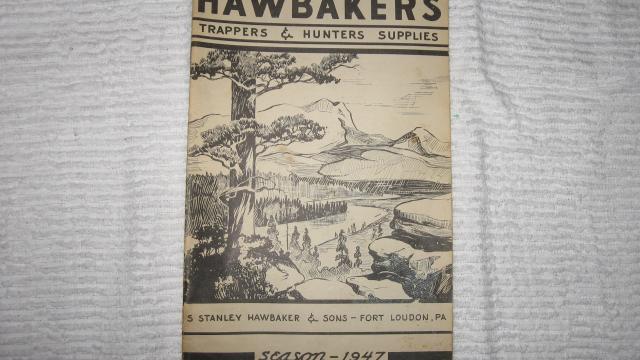 HAWBAKERS
TRAPPERS & HUNTERS SUPPLIES
S STANLEY HAWBAKER & SONS - FORT LOUDON, PA
SEASON - 1947